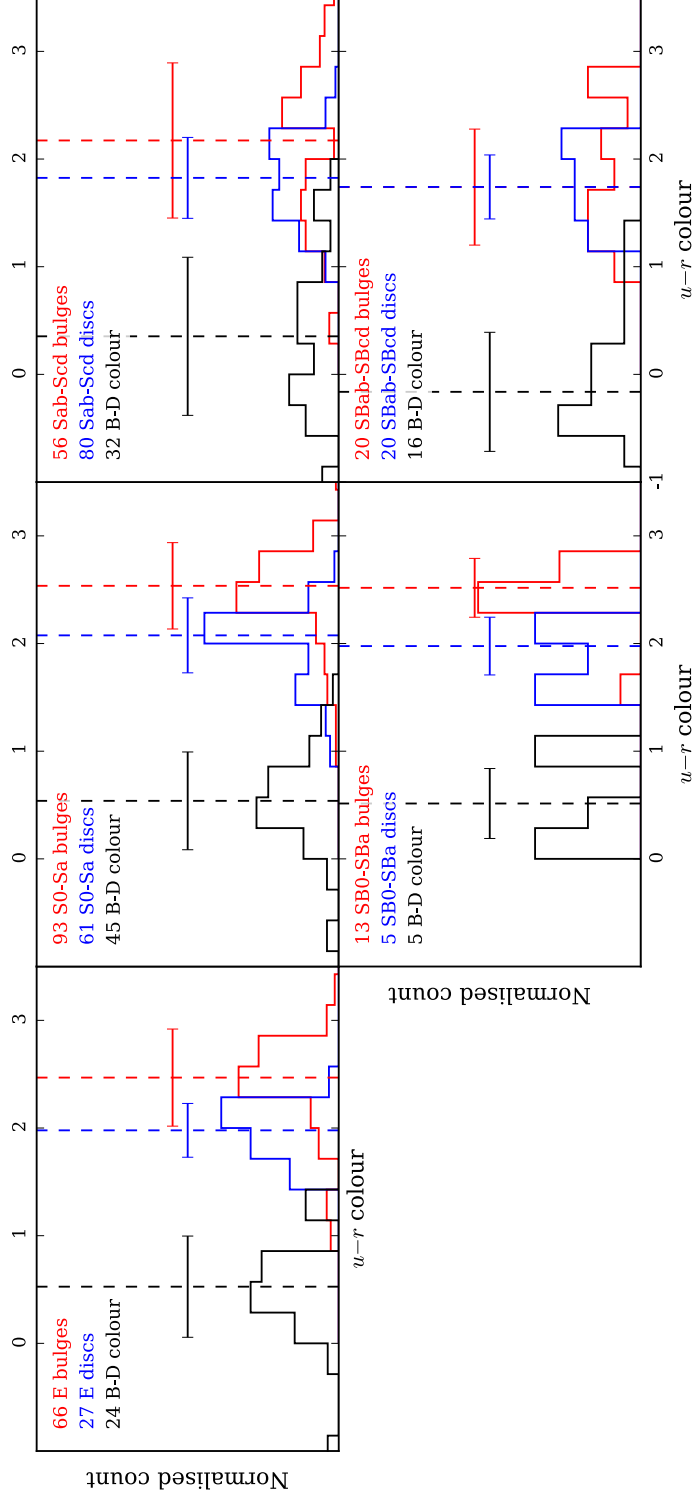 0 1 2 3 0 1 2 3 0 1 2 3
66 E bulges
27 E discs
24 B-D colour
93 S0-Sa bulges
61 S0-Sa discs
45 B-D colour
56 Sab-Scd bulges
80 Sab-Scd discs
32 B-D colour
Normalised count
u−r colour
13 SB0-SBa bulges
5 SB0-SBa discs
5 B-D colour
20 SBab-SBcd bulges
20 SBab-SBcd discs
16 B-D colour
Normalised count
0 1 2 3 -1 0 1 2 3
u−r colour
u−r colour